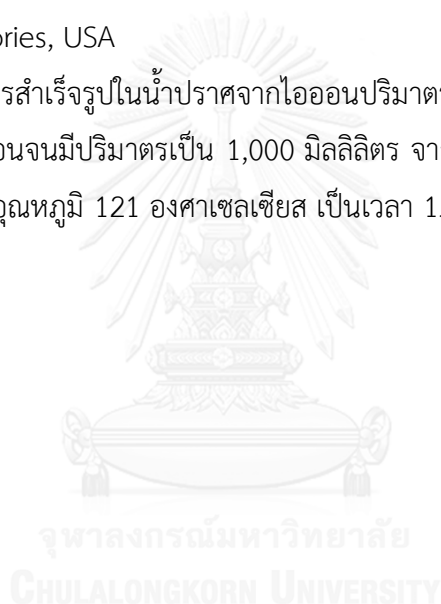 ories, USA
รสำเร็จรูปในน้ำปราศจากไอออนปริมาตร
อนจนมีปริมาตรเป็น 1,000 มิลลิลิตร จา
อุณหภูมิ 121 องศาเซลเซียส เป็นเวลา 1
จุฬาลงกรณ์มหาวิทยาลัย
CHULALONGKORN UNIVERSITY